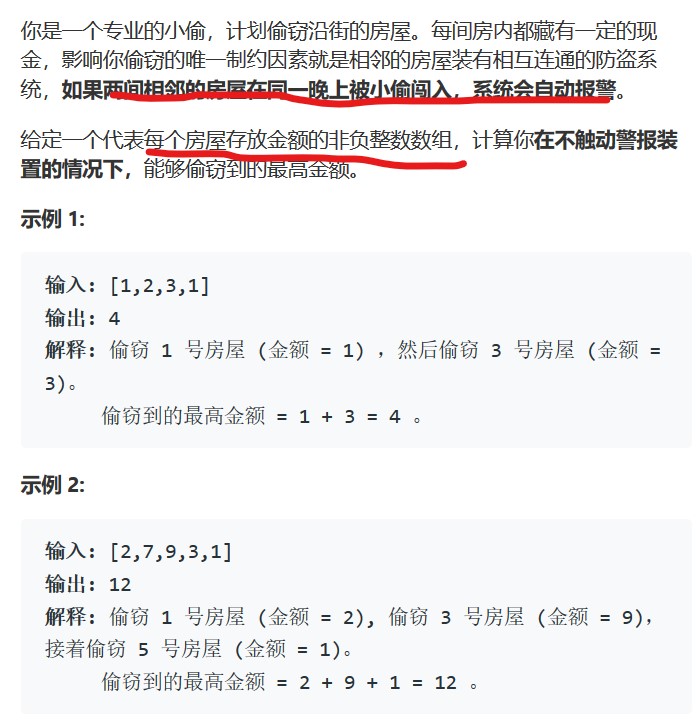 你是一个专业的小偷，计划偷窃沿街的房屋。每间房内都藏有一定的现
金，影响你偷窃的唯一制约因素就是相邻的房屋装有相互连通的防盗系
统，如果两间相邻的房屋在同一晚上被小偷闯入，系统会自动报警。
给定一个代表每个房屋存放金额的非负整数数组，计算你在不触动警报装
置的情况下，能够偷窃到的最高金额。
示例 1:
输入：[1,2,3,1]
输出：4
解释：偷窃 1 号房屋 (金额 = 1) ，然后偷窃 3 号房屋 (金额 =
3)。
偷窃到的最高金额 = 1 + 3 = 4 。
示例 2:
输入：[2,7,9,3,1]
输出：12
解释：偷窃 1 号房屋 (金额 = 2), 偷窃 3 号房屋 (金额 = 9)，
接着偷窃 5 号房屋 (金额 = 1)。
偷窃到的最高金额 = 2 + 9 + 1 = 12 。